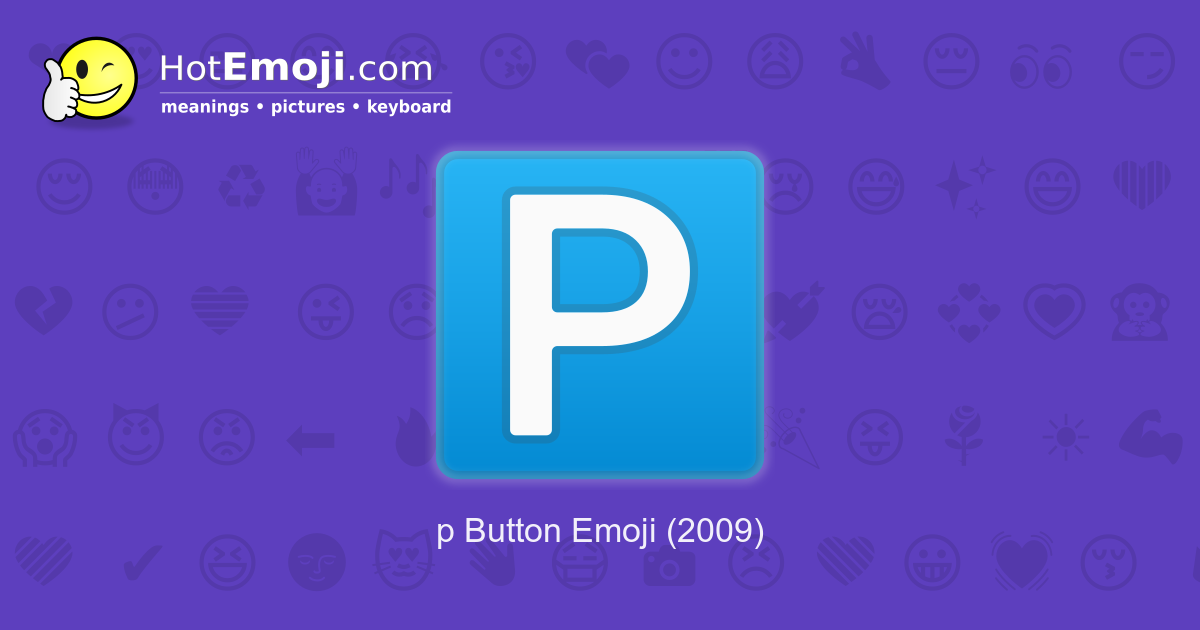 HotEmoji.com
meanings • pictures • keyboard
P
p Button Emoji (2009)